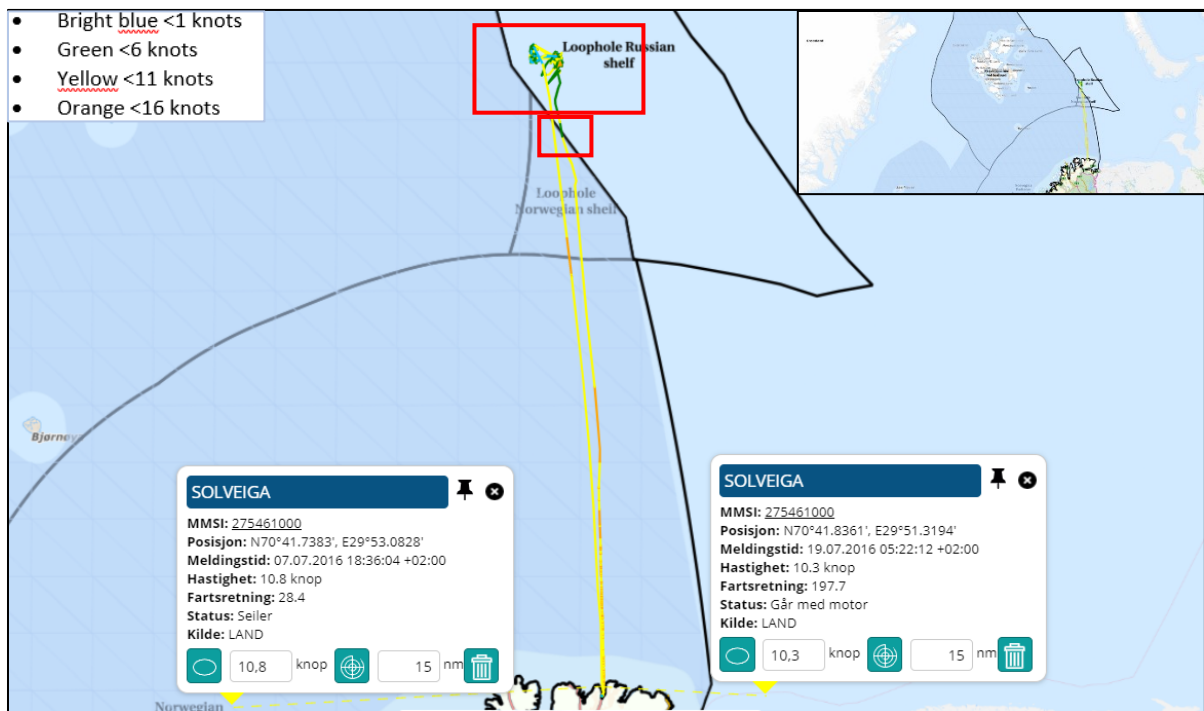 Bright blue <1 knots
Green <6 knots
Yellow <11 knots
Orange <16 knots
Loophole Russian
shelf
Loophole
Norwegian shelf
Bjørnøy
SOLVEIGA
MMSI: 275461000
Posisjon: N70°41.7383', E29°53.0828'
Meldingstid: 07.07.2016 18:36:04 +02:00
Hastighet: 10.8 knop
Fartsretning: 28.4
Status: Seiler
Kilde: LAND
10,8 knop 15 nm
SOLVEIGA
MMSI: 275461000
Posisjon: N70°41.8361', E29°51.3194'
Meldingstid: 19.07.2016 05:22:12 +02:00
Hastighet: 10.3 knop
Fartsretning: 197.7
Status: Går med motor
Kilde: LAND
10,3 knop 15 nm
Norwegian